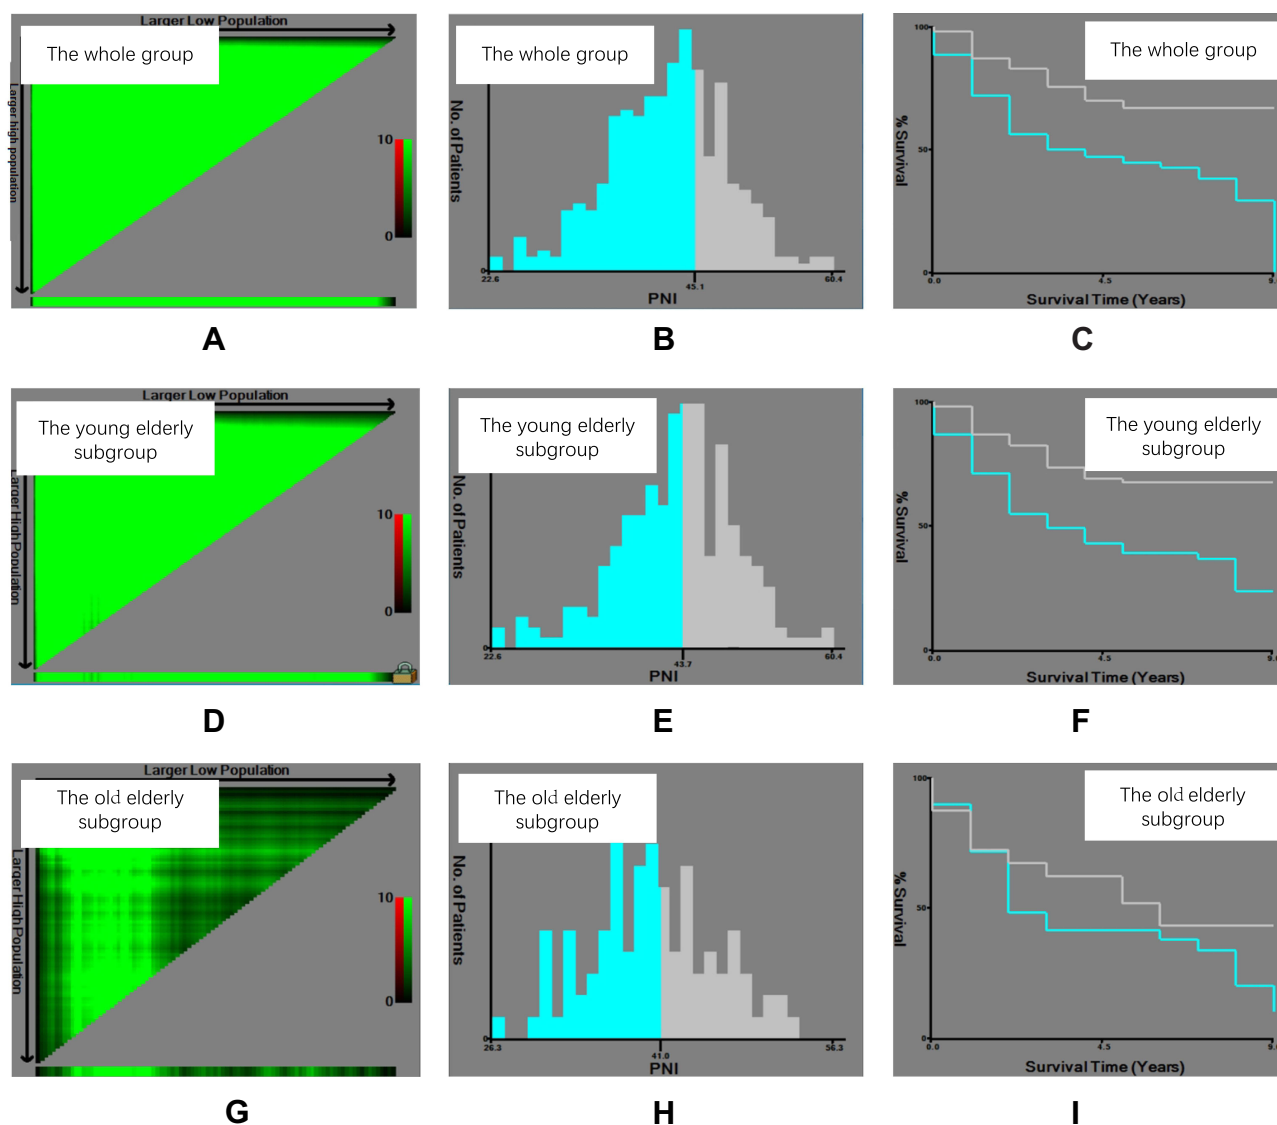 Larger Low Population
The whole group
Larger high population
10
0
A
The whole group
No. of Patients
0
22.6
45.1
60.4
PNI
B
100
The whole group
% Survival
50
0
0.0
4.5
9.0
Survival Time (Years)
C
Larger Low Population
The young elderly
subgroup
Larger High Population
10
0
D
The young elderly
subgroup
No. of Patients
0
22.6
43.7
60.4
PNI
E
100
The young elderly
subgroup
% Survival
50
0
0.0
4.5
Survival Time (Years)
F
Larger Low Population
The old elderly
subgroup
Larger High Population
10
0
G
The old elderly
subgroup
No. of Patients
0
26.3
41.0
56.3
PNI
H
100
The old elderly
subgroup
% Survival
50
0
0.0
4.5
Survival Time (Years)
I